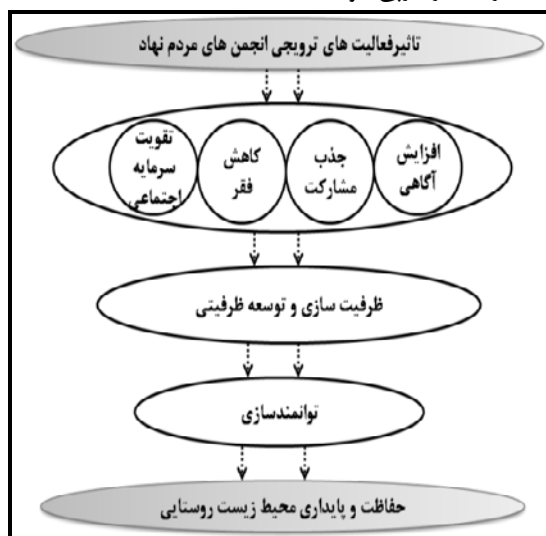 تاثیرفعالیت های ترویجی انجمن های مردم نهاد
افزایش
آگاهی
جذب
مشارکت
کاهش
فقر
تقویت
سرمایه
اجتماعی
ظرفیت سازی و توسعه ظرفیتی
توانمندسازی
حفاظت و پایداری محیط زیست روستایی